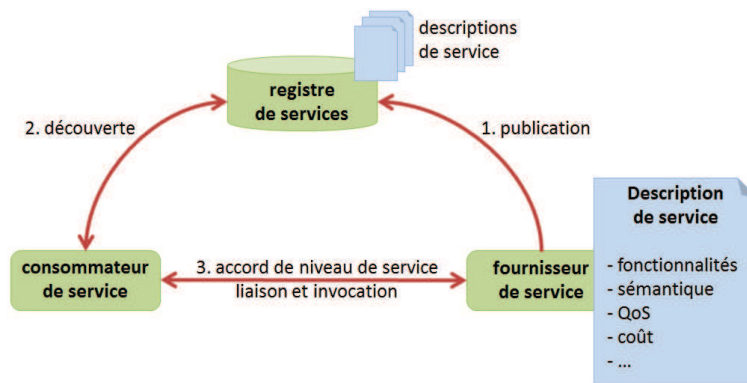 descriptions
de service
registre
de services
2. découverte
1. publication
Description
de service
- fonctionnalités
- sémantique
- QoS
- coût
- ...
consommateur
de service
3. accord de niveau de service
liaison et invocation
fournisseur
de service